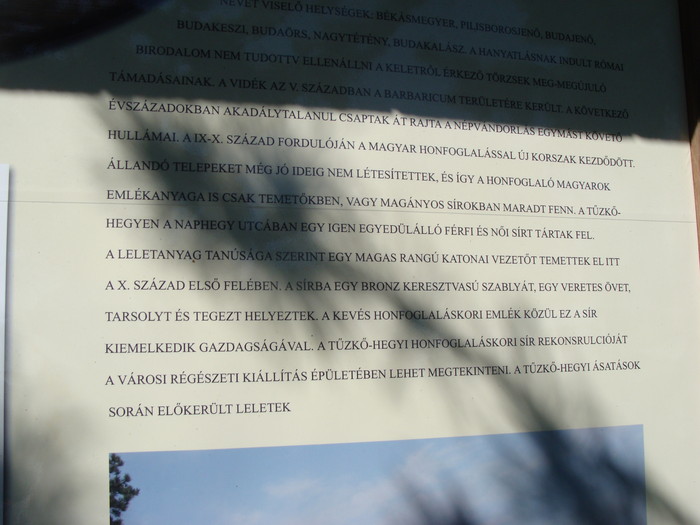 NEVET VISELŐ HELYSÉGEK: BÉKÁSMEGYER, PILISBOROSJENŐ, BUDAJENŐ,
BUDAKESZI, BUDAÖRS, NAGYTÉTÉNY, BUDAKALÁSZ. A HANYATLÁSNAK INDULT RÓMAI
BIRODALOM NEM TUDOTTV ELLENÁLLNI A KELETRŐL ÉRKEZŐ TÖRZSEK MEG-MEGÚJULÓ
TÁMADÁSAINAK. A VIDÉK AZ V. SZÁZADBAN A BARBARICUM TERÜLETÉRE KERÜLT. A KÖVETKEZŐ
ÉVSZÁZADOKBAN AKADÁLYTALANUL CSAPTAK ÁT RAJTA A NÉPVÁNDORLÁS EGYMÁST KÖVETŐ
HULLÁMAI. A IX-X. SZÁZAD FORDULÓJÁN A MAGYAR HONFOGLALÁSSAL ÚJ KORSZAK KEZDŐDÖTT.
ÁLLANDÓ TELEPEKET MÉG JÓ IDEIG NEM LÉTESÍTETTEK, ÉS ÍGY A HONFOGLALÓ MAGYAROK
EMLÉKANYAGA IS CSAK TEMETŐKBEN, VAGY MAGÁNYOS SÍROKBAN MARADT FENN. A TŰZKŐ-
HEGYEN A NAPHEGY UTCÁBAN EGY IGEN EGYEDÜLÁLLÓ FÉRFI ÉS NŐI SÍRT TÁRTAK FEL.
A LELETANYAG TANÚSÁGA SZERINT EGY MAGAS RANGÚ KATONAI VEZETŐT TEMETTEK EL ITT
A X. SZÁZAD ELSŐ FELÉBEN. A SÍRBA EGY BRONZ KERESZTVASÚ SZABLYÁT, EGY VERETES ÖVET,
TARSOLYT ÉS TEGEZT HELYEZTEK. A KEVÉS HONFOGLALÁSKORI EMLÉK KÖZÜL EZ A SÍR
KIEMELKEDIK GAZDAGSÁGÁVAL. A TŰZKŐ-HEGYI HONFOGLALÁSKORI SÍR REKONSRULCIÓJÁT
A VÁROSI RÉGÉSZETI KIÁLLÍTÁS ÉPÜLETÉBEN LEHET MEGTEKINTENI. A TŰZKŐ-HEGYI ÁSATÁSOK
SORÁN ELŐKERÜLT LELETEK